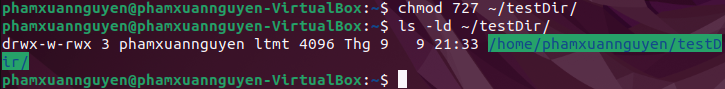 phamxuannguyen@phamxuannguyen-VirtualBox:~$ chmod 727 ~/testDir/
phamxuannguyen@phamxuannguyen-VirtualBox:~$ ls -ld ~/testDir/
drwx-w-rwx 3 phamxuannguyen ltmt 4096 Thg 9   9 21:33 /home/phamxuannguyen/testD
ir/
phamxuannguyen@phamxuannguyen-VirtualBox:~$